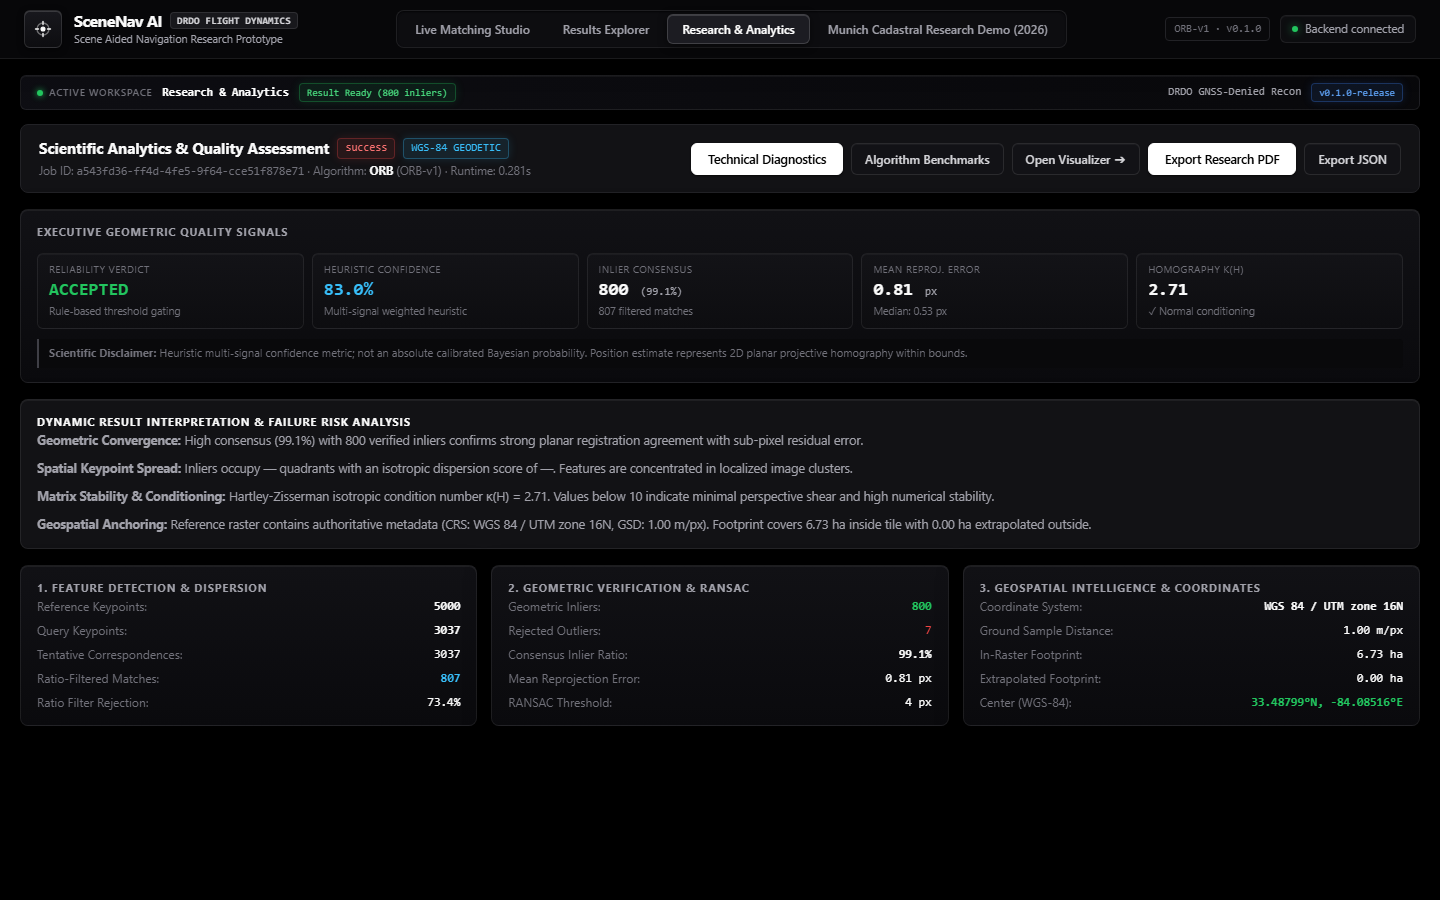 SceneNav AI DRDO FLIGHT DYNAMICS
Scene Aided Navigation Research Prototype
Live Matching Studio Results Explorer Research & Analytics Munich Cadastral Research Demo (2026)
ORB-v1 · v0.1.0 Backend connected
ACTIVE WORKSPACE Research & Analytics Result Ready (800 inliers)
DRDO GNSS-Denied Recon v0.1.0-release
Scientific Analytics & Quality Assessment success WGS-84 GEODETIC
Job ID: a543fd36-ff4d-4fe5-9f64-cce51f878e71 · Algorithm: ORB (ORB-v1) · Runtime: 0.281s
Technical Diagnostics Algorithm Benchmarks Open Visualizer → Export Research PDF Export JSON
EXECUTIVE GEOMETRIC QUALITY SIGNALS
RELIABILITY VERDICT
ACCEPTED
Rule-based threshold gating
HEURISTIC CONFIDENCE
83.0%
Multi-signal weighted heuristic
INLIER CONSENSUS
800 (99.1%)
807 filtered matches
MEAN REPROJ. ERROR
0.81 px
Median: 0.53 px
HOMOGRAPHY Κ(H)
2.71
✓ Normal conditioning
Scientific Disclaimer: Heuristic multi-signal confidence metric; not an absolute calibrated Bayesian probability. Position estimate represents 2D planar projective homography within bounds.
DYNAMIC RESULT INTERPRETATION & FAILURE RISK ANALYSIS
Geometric Convergence: High consensus (99.1%) with 800 verified inliers confirms strong planar registration agreement with sub-pixel residual error.
Spatial Keypoint Spread: Inliers occupy — quadrants with an isotropic dispersion score of —. Features are concentrated in localized image clusters.
Matrix Stability & Conditioning: Hartley-Zisserman isotropic condition number κ(H) = 2.71. Values below 10 indicate minimal perspective shear and high numerical stability.
Geospatial Anchoring: Reference raster contains authoritative metadata (CRS: WGS 84 / UTM zone 16N, GSD: 1.00 m/px). Footprint covers 6.73 ha inside tile with 0.00 ha extrapolated outside.
1. FEATURE DETECTION & DISPERSION
Reference Keypoints: 5000
Query Keypoints: 3037
Tentative Correspondences: 3037
Ratio-Filtered Matches: 807
Ratio Filter Rejection: 73.4%
2. GEOMETRIC VERIFICATION & RANSAC
Geometric Inliers: 800
Rejected Outliers: 7
Consensus Inlier Ratio: 99.1%
Mean Reprojection Error: 0.81 px
RANSAC Threshold: 4 px
3. GEOSPATIAL INTELLIGENCE & COORDINATES
Coordinate System: WGS 84 / UTM zone 16N
Ground Sample Distance: 1.00 m/px
In-Raster Footprint: 6.73 ha
Extrapolated Footprint: 0.00 ha
Center (WGS-84): 33.48799°N, -84.08516°E